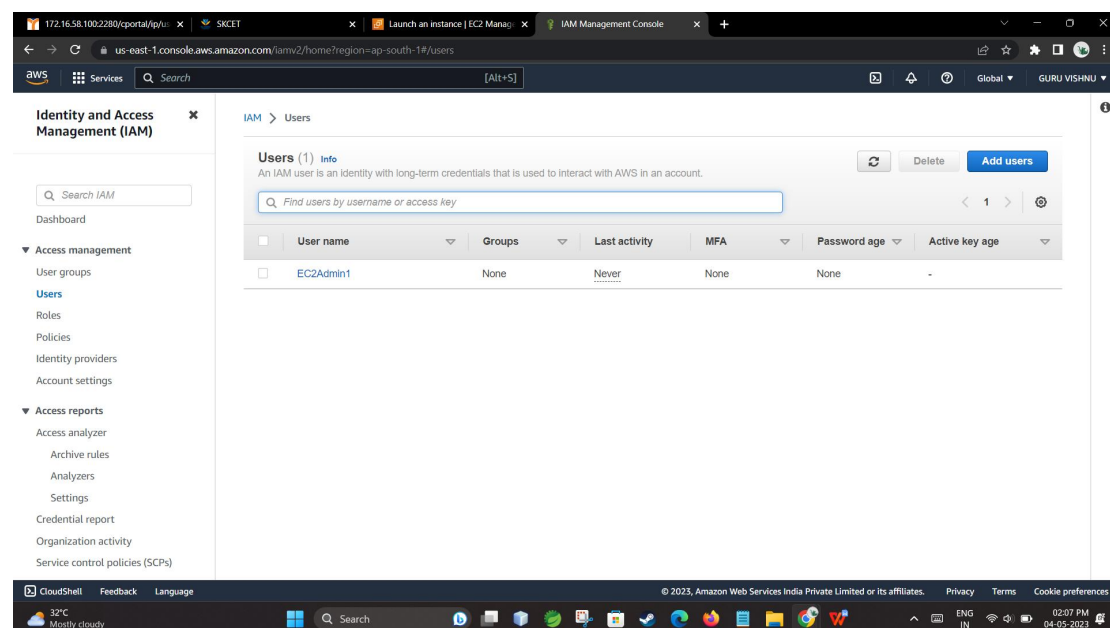 172.16.58.100:2280/cportal/ip/us SKCET Launch an instance | EC2 Manag IAM Management Console
us-east-1.console.aws.amazon.com/iamv2/home?region=ap-south-1#/users
aws Services Search [Alt+S] Global GURU VISHNU
Identity and Access
Management (IAM)
Search IAM
Dashboard
Access management
User groups
Users
Roles
Policies
Identity providers
Account settings
Access reports
Access analyzer
Archive rules
Analyzers
Settings
Credential report
Organization activity
Service control policies (SCPs)
IAM > Users
Users (1) Info
An IAM user is an identity with long-term credentials that is used to interact with AWS in an account.
Delete Add users
Find users by username or access key
1
User name Groups Last activity MFA Password age Active key age
EC2Admin1 None Never None None -
CloudShell Feedback Language © 2023, Amazon Web Services India Private Limited or its affiliates. Privacy Terms Cookie preferences
32°C
Mostly cloudy
Search
ENG
IN
02:07 PM
04-05-2023